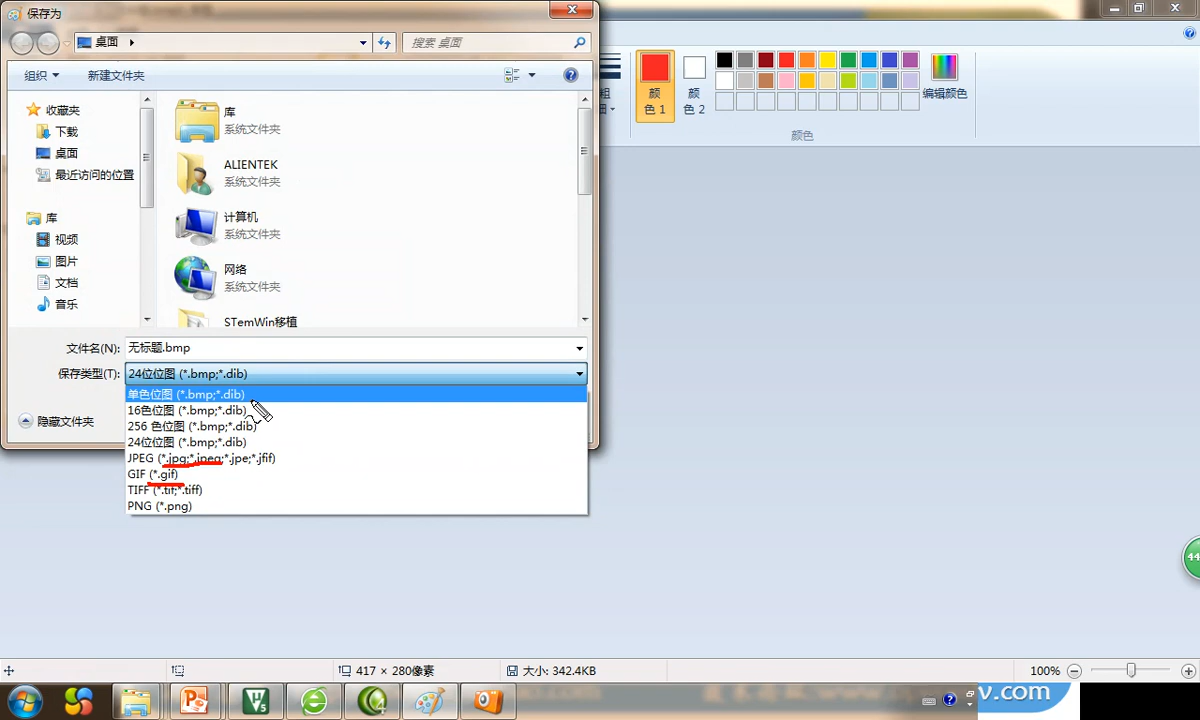 保存为
桌面
搜索 桌面
组织
新建文件夹
收藏夹
下载
桌面
最近访问的位置
库
视频
图片
文档
音乐
库
系统文件夹
ALIENTEK
系统文件夹
计算机
系统文件夹
网络
系统文件夹
STemWin移植
文件名(N):
无标题.bmp
保存类型(T):
24位位图 (*.bmp;*.dib)
单色位图 (*.bmp;*.dib)
16色位图 (*.bmp;*.dib)
256 色位图 (*.bmp;*.dib)
24位位图 (*.bmp;*.dib)
JPEG (*.jpg;*.jpeg;*.jpe;*.jfif)
GIF (*.gif)
TIFF (*.tif;*.tiff)
PNG (*.png)
隐藏文件夹
粗
细
颜
色 1
颜
色 2
编辑颜色
颜色
44
417 × 280像素
大小: 342.4KB
100%
v.com